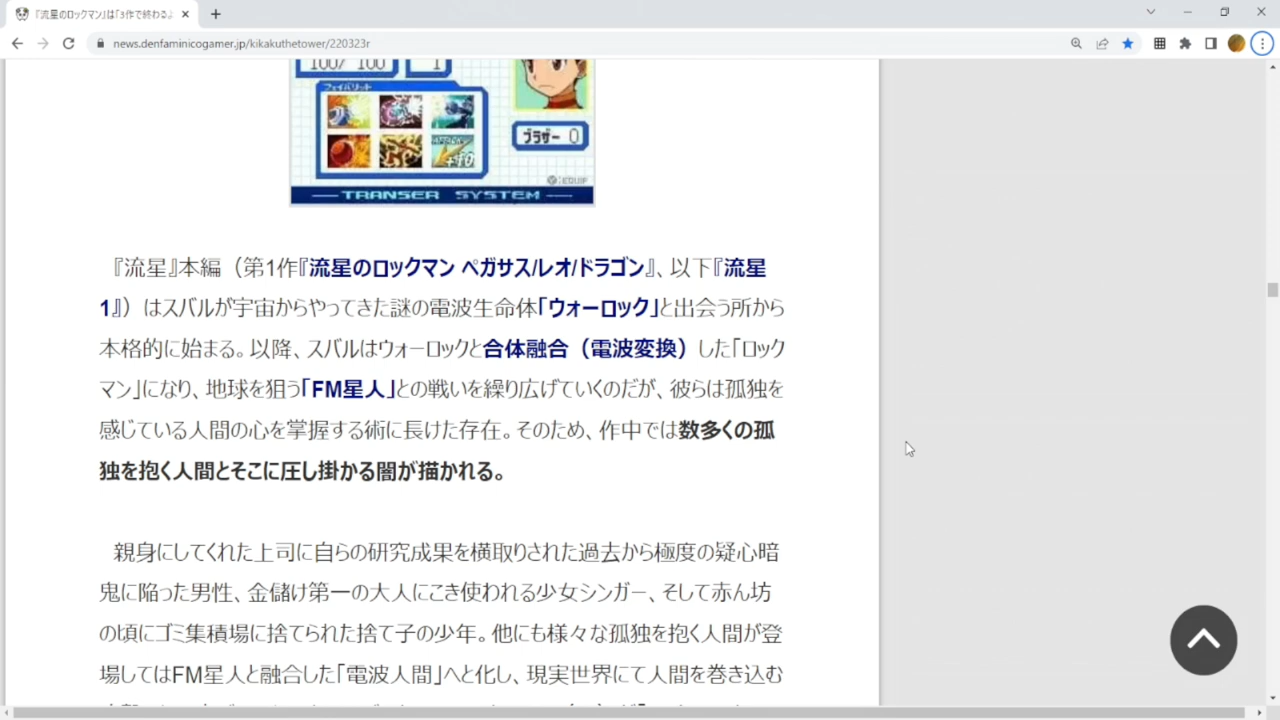 『流星のロックマン』は「3作で終わるよ
news.denfaminicogamer.jp/kikakuthetower/220323r
100/ 100
1
フェイバリット
+10
ブラザー 0
:EQUIP
TRANSER SYSTEM
『流星』本編（第1作『流星のロックマン ペガサス/レオ/ドラゴン』、以下『流星
1』）はスバルが宇宙からやってきた謎の電波生命体「ウォーロック」と出会う所から
本格的に始まる。以降、スバルはウォーロックと合体融合（電波変換）した「ロック
マン」になり、地球を狙う「FM星人」との戦いを繰り広げていくのだが、彼らは孤独を
感じている人間の心を掌握する術に長けた存在。そのため、作中では数多くの孤
独を抱く人間とそこに圧し掛かる闇が描かれる。
親身にしてくれた上司に自らの研究成果を横取りされた過去から極度の疑心暗
鬼に陥った男性、金儲け第一の大人にこき使われる少女シンガー、そして赤ん坊
の頃にゴミ集積場に捨てられた捨て子の少年。他にも様々な孤独を抱く人間が登
場してはFM星人と融合した「電波人間」へと化し、現実世界にて人間を巻き込む